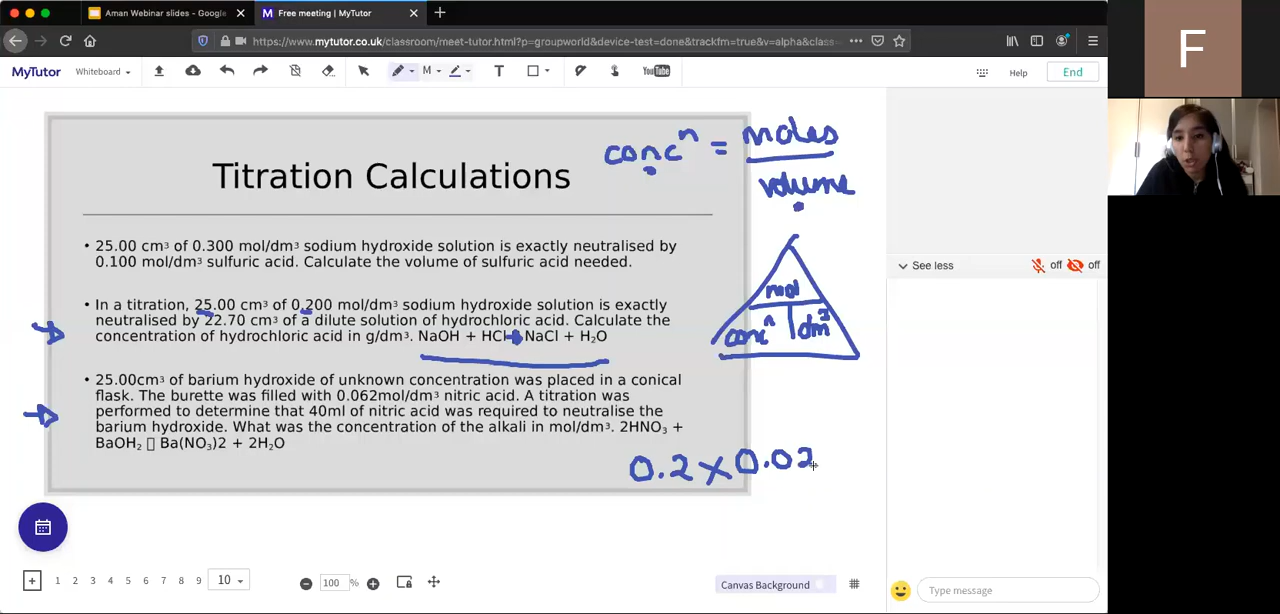 Aman Webinar slides - Google
Free meeting | MyTutor
https://www.mytutor.co.uk/classroom/meet-tutor.html?p=groupworld&device-test=done&trackfm=true&v=alpha&class
MyTutor
Whiteboard
M
T
YouTube
Help
End
F
concⁿ = moles
volume
Titration Calculations
• 25.00 cm³ of 0.300 mol/dm³ sodium hydroxide solution is exactly neutralised by
0.100 mol/dm³ sulfuric acid. Calculate the volume of sulfuric acid needed.
• In a titration, 25.00 cm³ of 0.200 mol/dm³ sodium hydroxide solution is exactly
neutralised by 22.70 cm³ of a dilute solution of hydrochloric acid. Calculate the
concentration of hydrochloric acid in g/dm³. NaOH + HCl → NaCl + H₂O
mol
concⁿ dm³
• 25.00cm³ of barium hydroxide of unknown concentration was placed in a conical
flask. The burette was filled with 0.062mol/dm³ nitric acid. A titration was
performed to determine that 40ml of nitric acid was required to neutralise the
barium hydroxide. What was the concentration of the alkali in mol/dm³. 2HNO₃ +
BaOH₂ ▯ Ba(NO₃)2 + 2H₂O
0.2 × 0.02
See less
off
off
1 2 3 4 5 6 7 8 9 10
100 %
Canvas Background
Type message